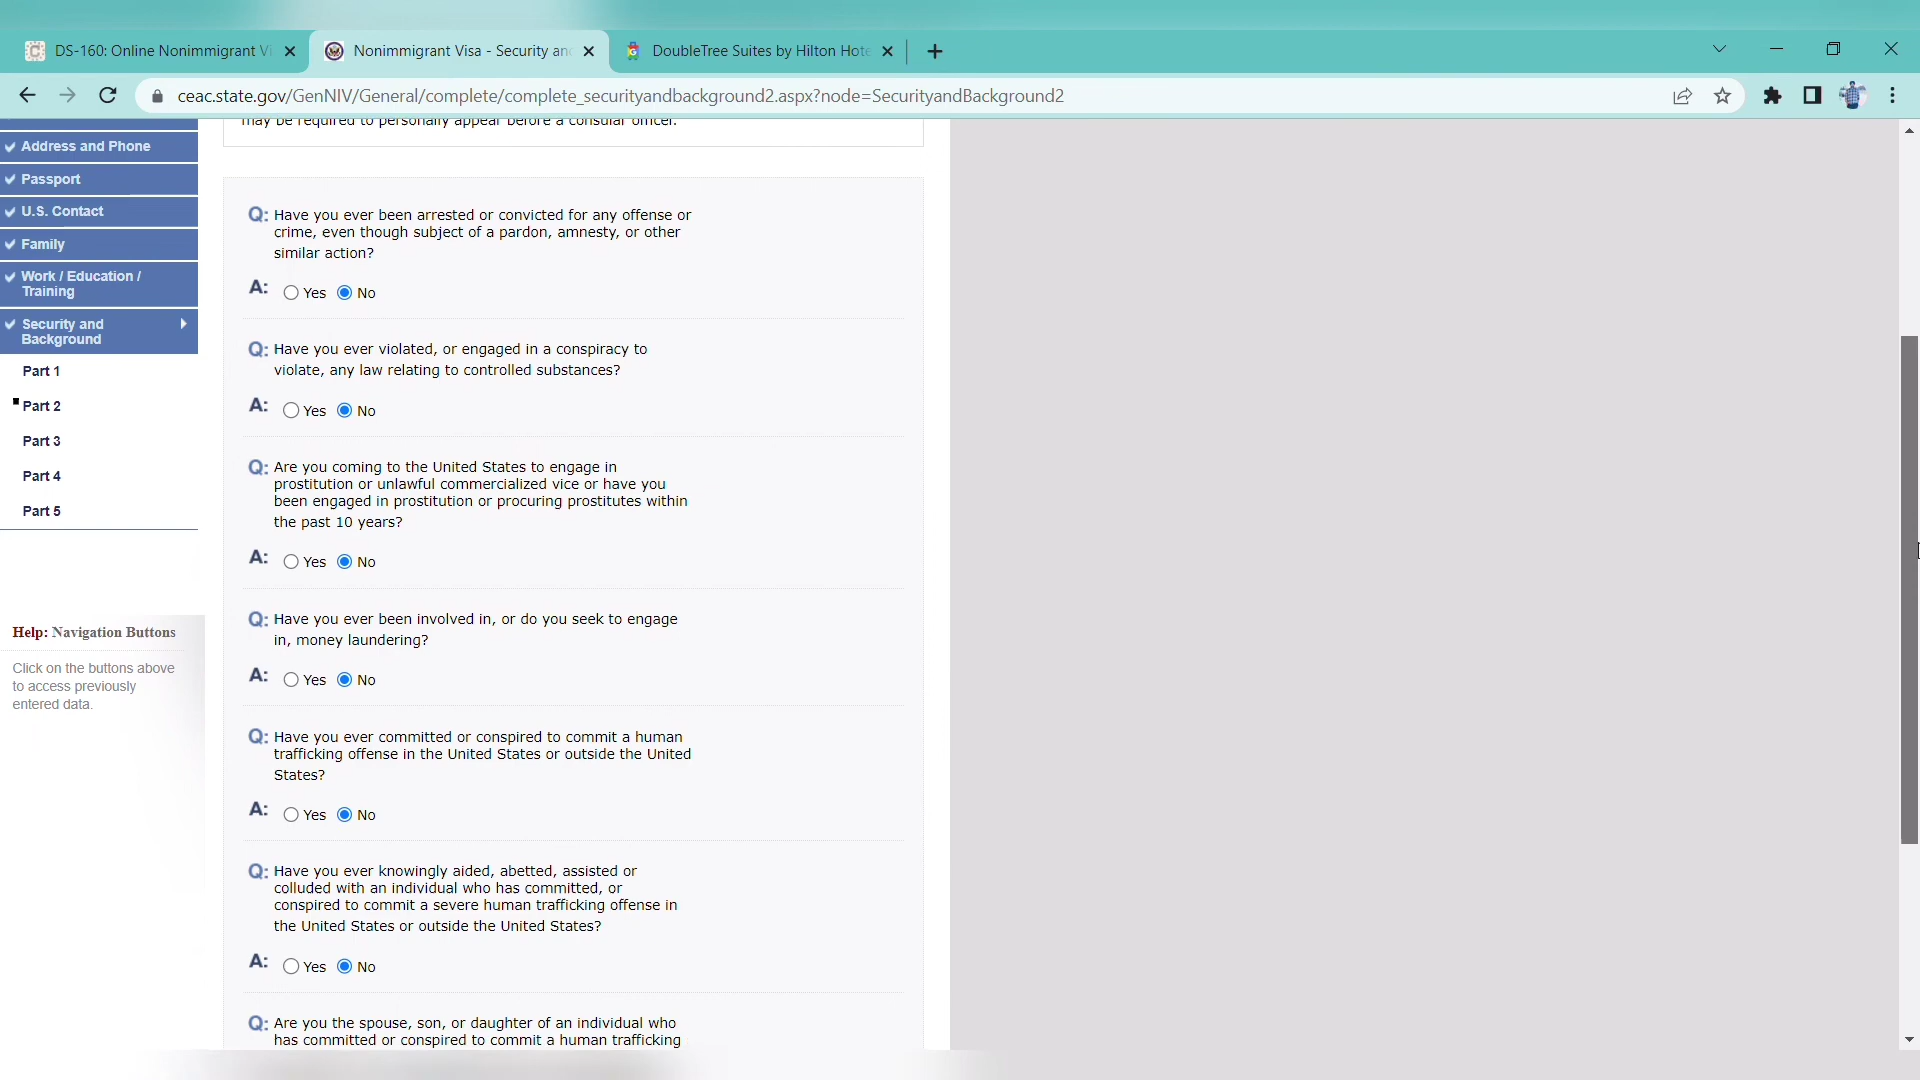 DS-160: Online Nonimmigrant Vi
Nonimmigrant Visa - Security an
DoubleTree Suites by Hilton Hote
ceac.state.gov/GenNIV/General/complete/complete_securityandbackground2.aspx?node=SecurityandBackground2
may be required to personally appear before a consular officer.
Address and Phone
Passport
U.S. Contact
Family
Work / Education /
Training
Security and
Background
Part 1
Part 2
Part 3
Part 4
Part 5
Help: Navigation Buttons
Click on the buttons above
to access previously
entered data.
Q: Have you ever been arrested or convicted for any offense or
crime, even though subject of a pardon, amnesty, or other
similar action?
A: Yes No
Q: Have you ever violated, or engaged in a conspiracy to
violate, any law relating to controlled substances?
A: Yes No
Q: Are you coming to the United States to engage in
prostitution or unlawful commercialized vice or have you
been engaged in prostitution or procuring prostitutes within
the past 10 years?
A: Yes No
Q: Have you ever been involved in, or do you seek to engage
in, money laundering?
A: Yes No
Q: Have you ever committed or conspired to commit a human
trafficking offense in the United States or outside the United
States?
A: Yes No
Q: Have you ever knowingly aided, abetted, assisted or
colluded with an individual who has committed, or
conspired to commit a severe human trafficking offense in
the United States or outside the United States?
A: Yes No
Q: Are you the spouse, son, or daughter of an individual who
has committed or conspired to commit a human trafficking